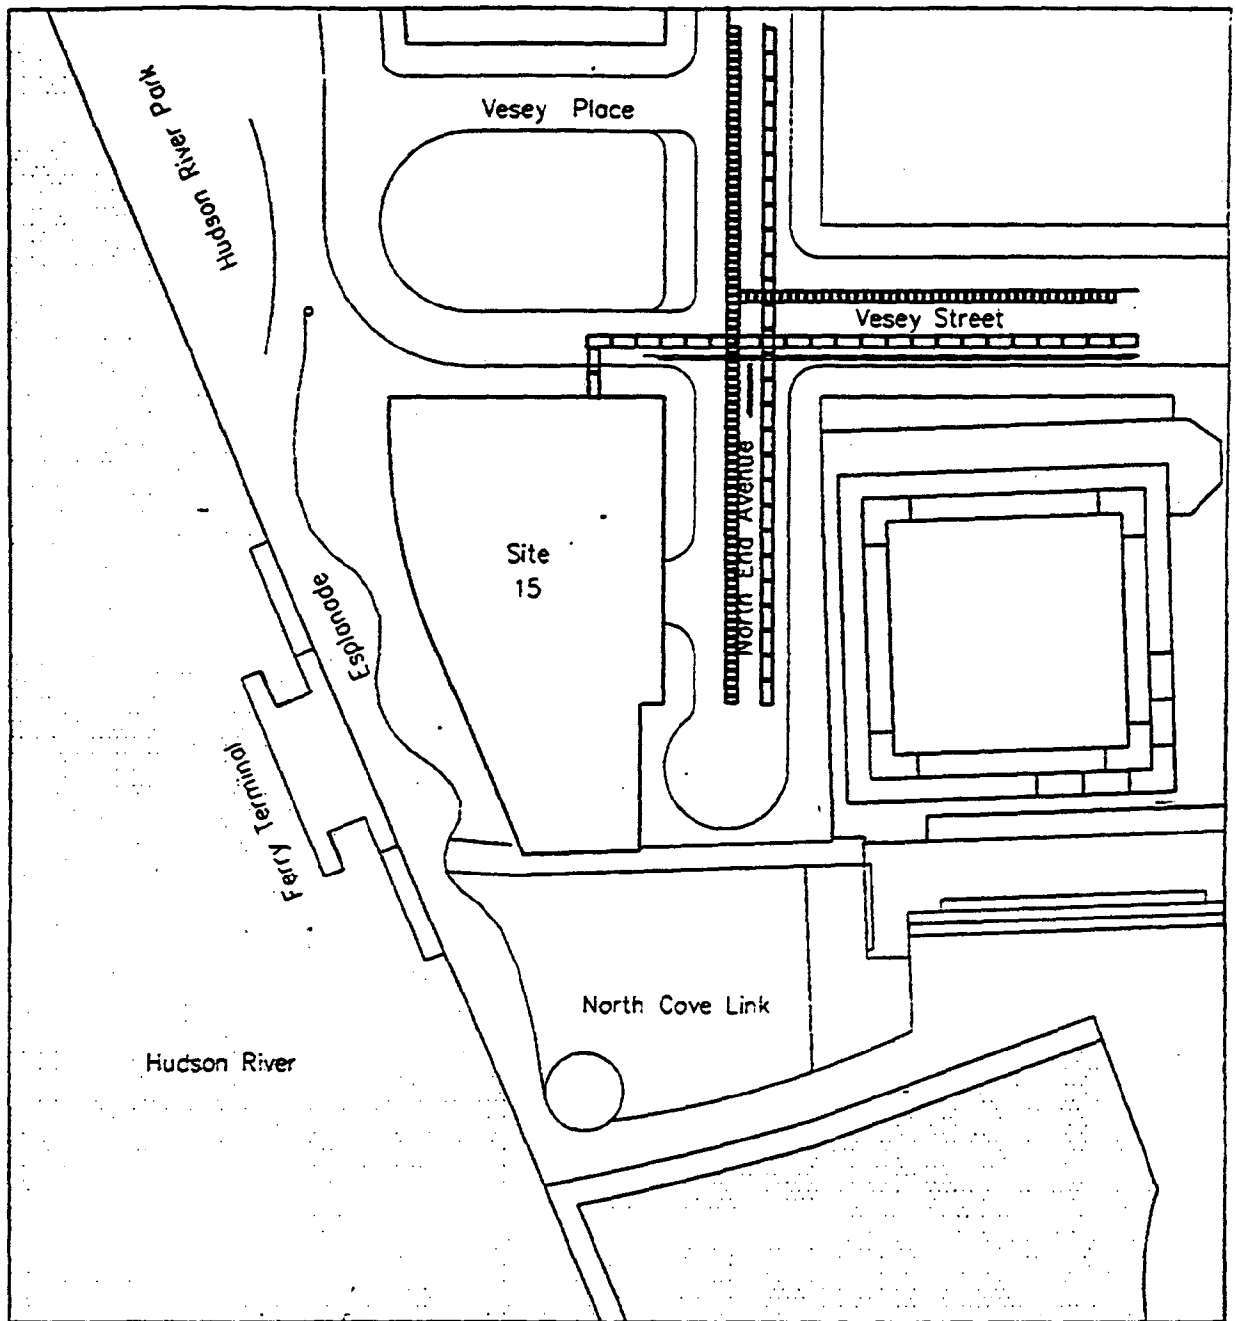 Vesey Place
Hudson River Park
Vesey Street
North End Avenue
Site
15
Esplanade
Ferry Terminal
North Cove Link
Hudson River